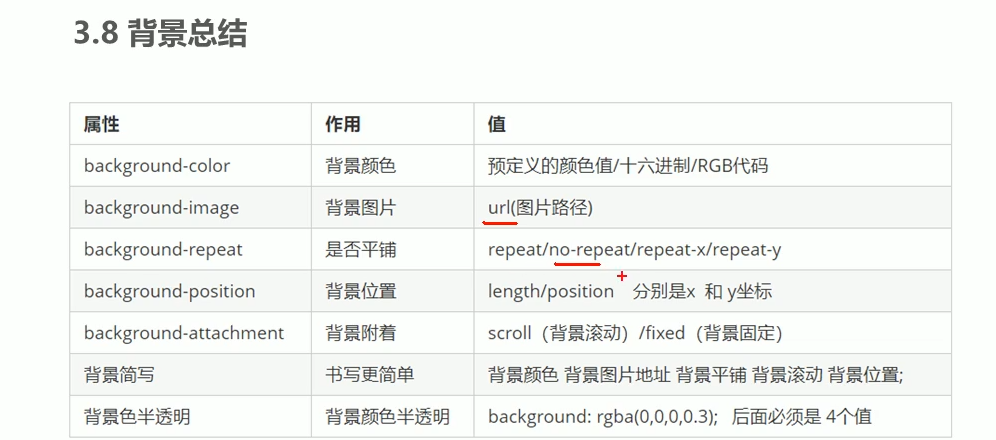 3.8 背景总结
属性 作用 值
background-color 背景颜色 预定义的颜色值/十六进制/RGB代码
background-image 背景图片 url(图片路径)
background-repeat 是否平铺 repeat/no-repeat/repeat-x/repeat-y
background-position 背景位置 length/position 分别是x 和 y坐标
background-attachment 背景附着 scroll（背景滚动）/fixed（背景固定）
背景简写 书写更简单 背景颜色 背景图片地址 背景平铺 背景滚动 背景位置;
背景色半透明 背景颜色半透明 background: rgba(0,0,0,0.3); 后面必须是 4个值